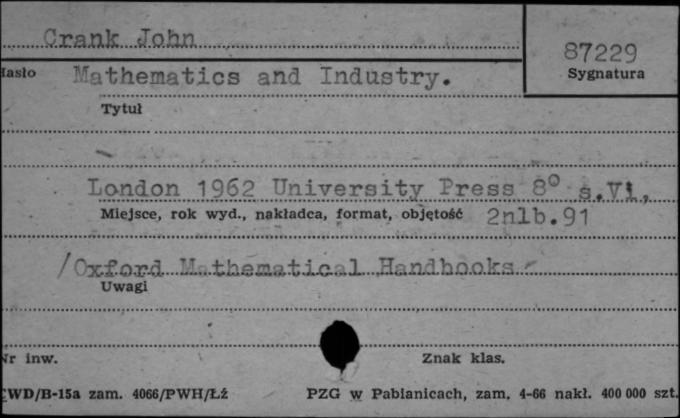 Crank John
87229
Hasło Mathematics and Industry.
Sygnatura
Tytuł
London 1962 University Press 8° s.VI,
Miejsce, rok wyd., nakładca, format, objętość 2nlb.91
/Oxford Mathematical Handbooks
Uwagi
Nr inw.
Znak klas.
CWD/B-15a zam. 4066/PWH/Łź
PZG w Pabianicach, zam. 4-66 nakł. 400 000 szt.